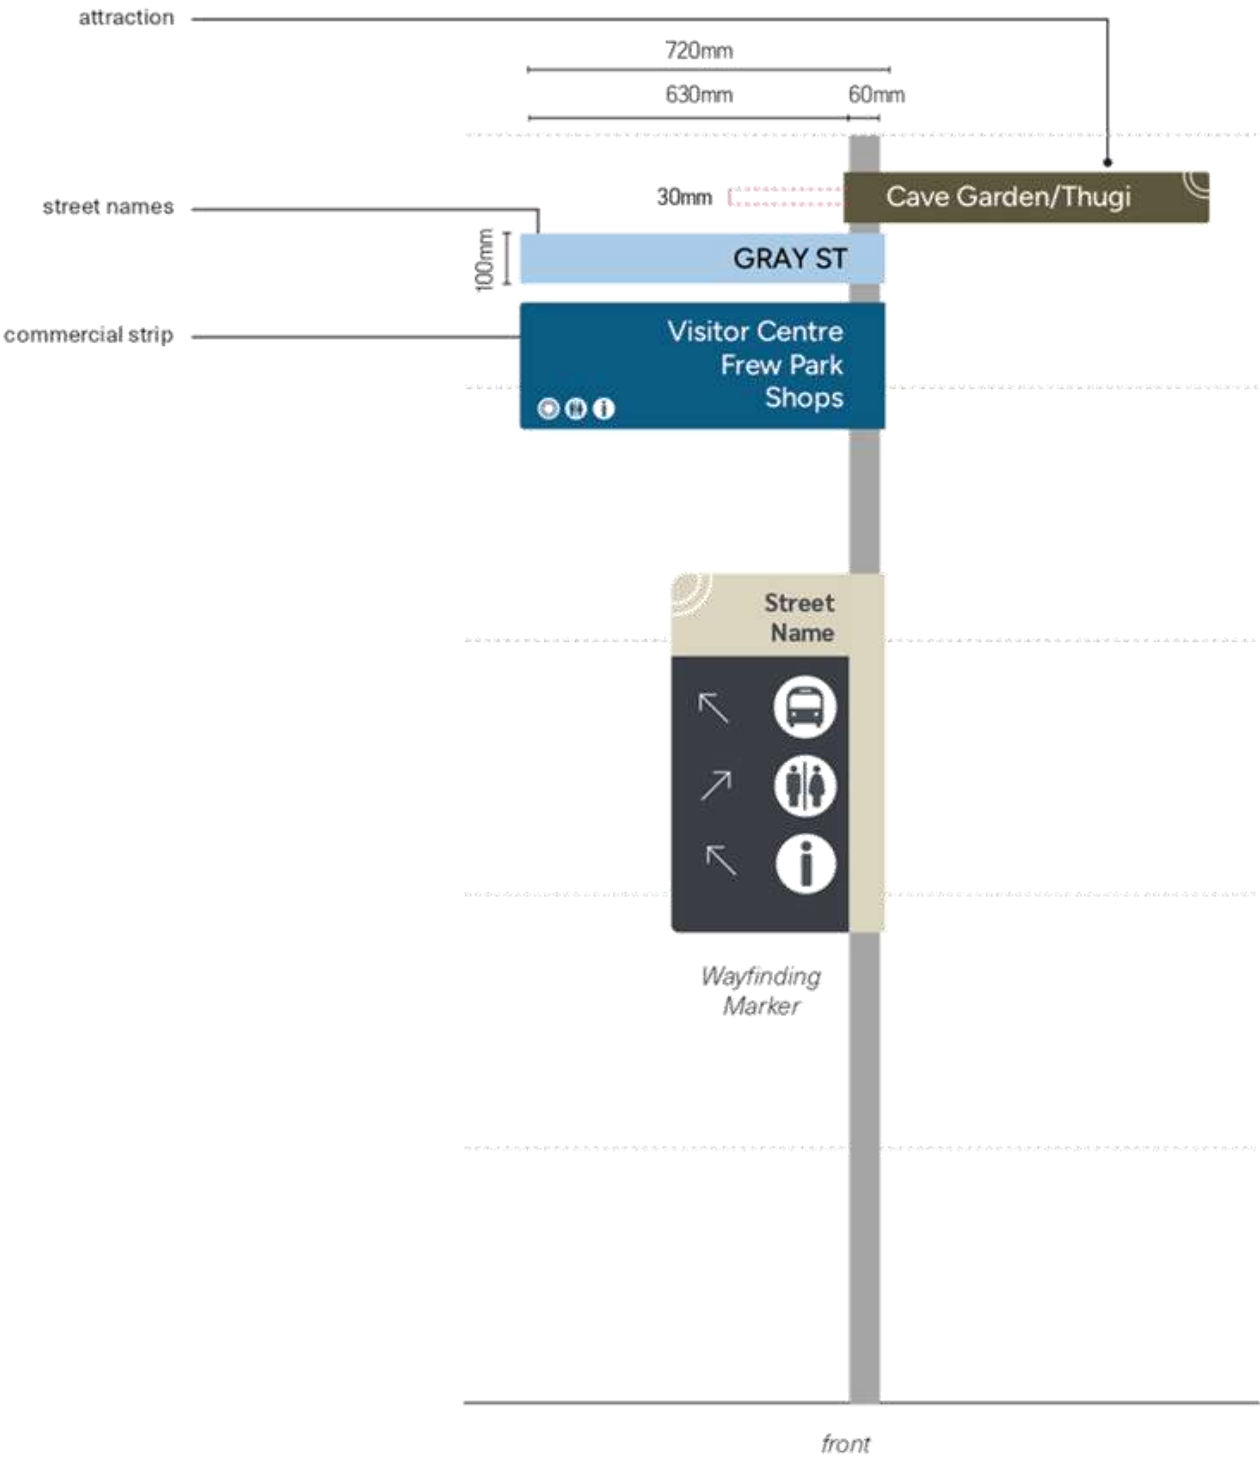 attraction
720mm
630mm
60mm
30mm
Cave Garden/Thugi
street names
100mm
GRAY ST
commercial strip
Visitor Centre
Frew Park
Shops
Street
Name
Wayfinding
Marker
front